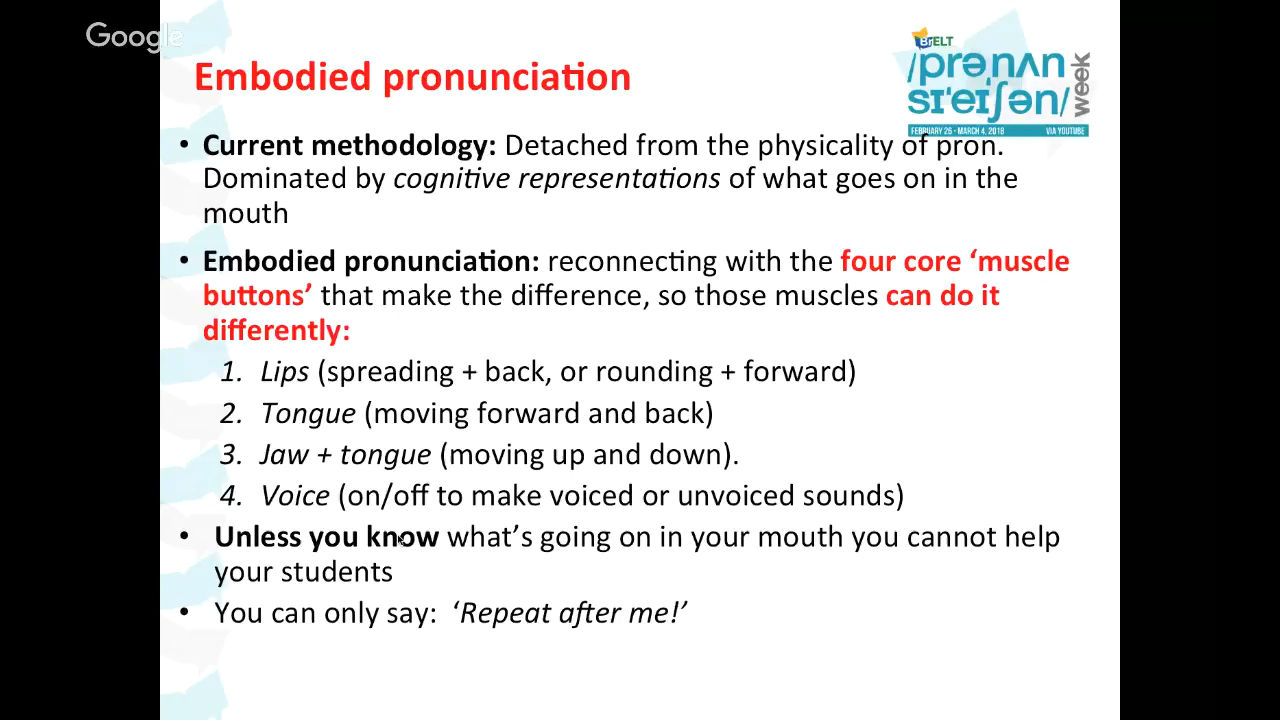 Google
BrELT
/prəˌnʌn
sɪˈeɪʃən/
week
FEBRUARY 26 - MARCH 4, 2018 VIA YOUTUBE
Embodied pronunciation
• Current methodology: Detached from the physicality of pron.
Dominated by cognitive representations of what goes on in the
mouth
• Embodied pronunciation: reconnecting with the four core ‘muscle
buttons’ that make the difference, so those muscles can do it
differently:
1. Lips (spreading + back, or rounding + forward)
2. Tongue (moving forward and back)
3. Jaw + tongue (moving up and down).
4. Voice (on/off to make voiced or unvoiced sounds)
• Unless you know what’s going on in your mouth you cannot help
your students
• You can only say: ‘Repeat after me!’